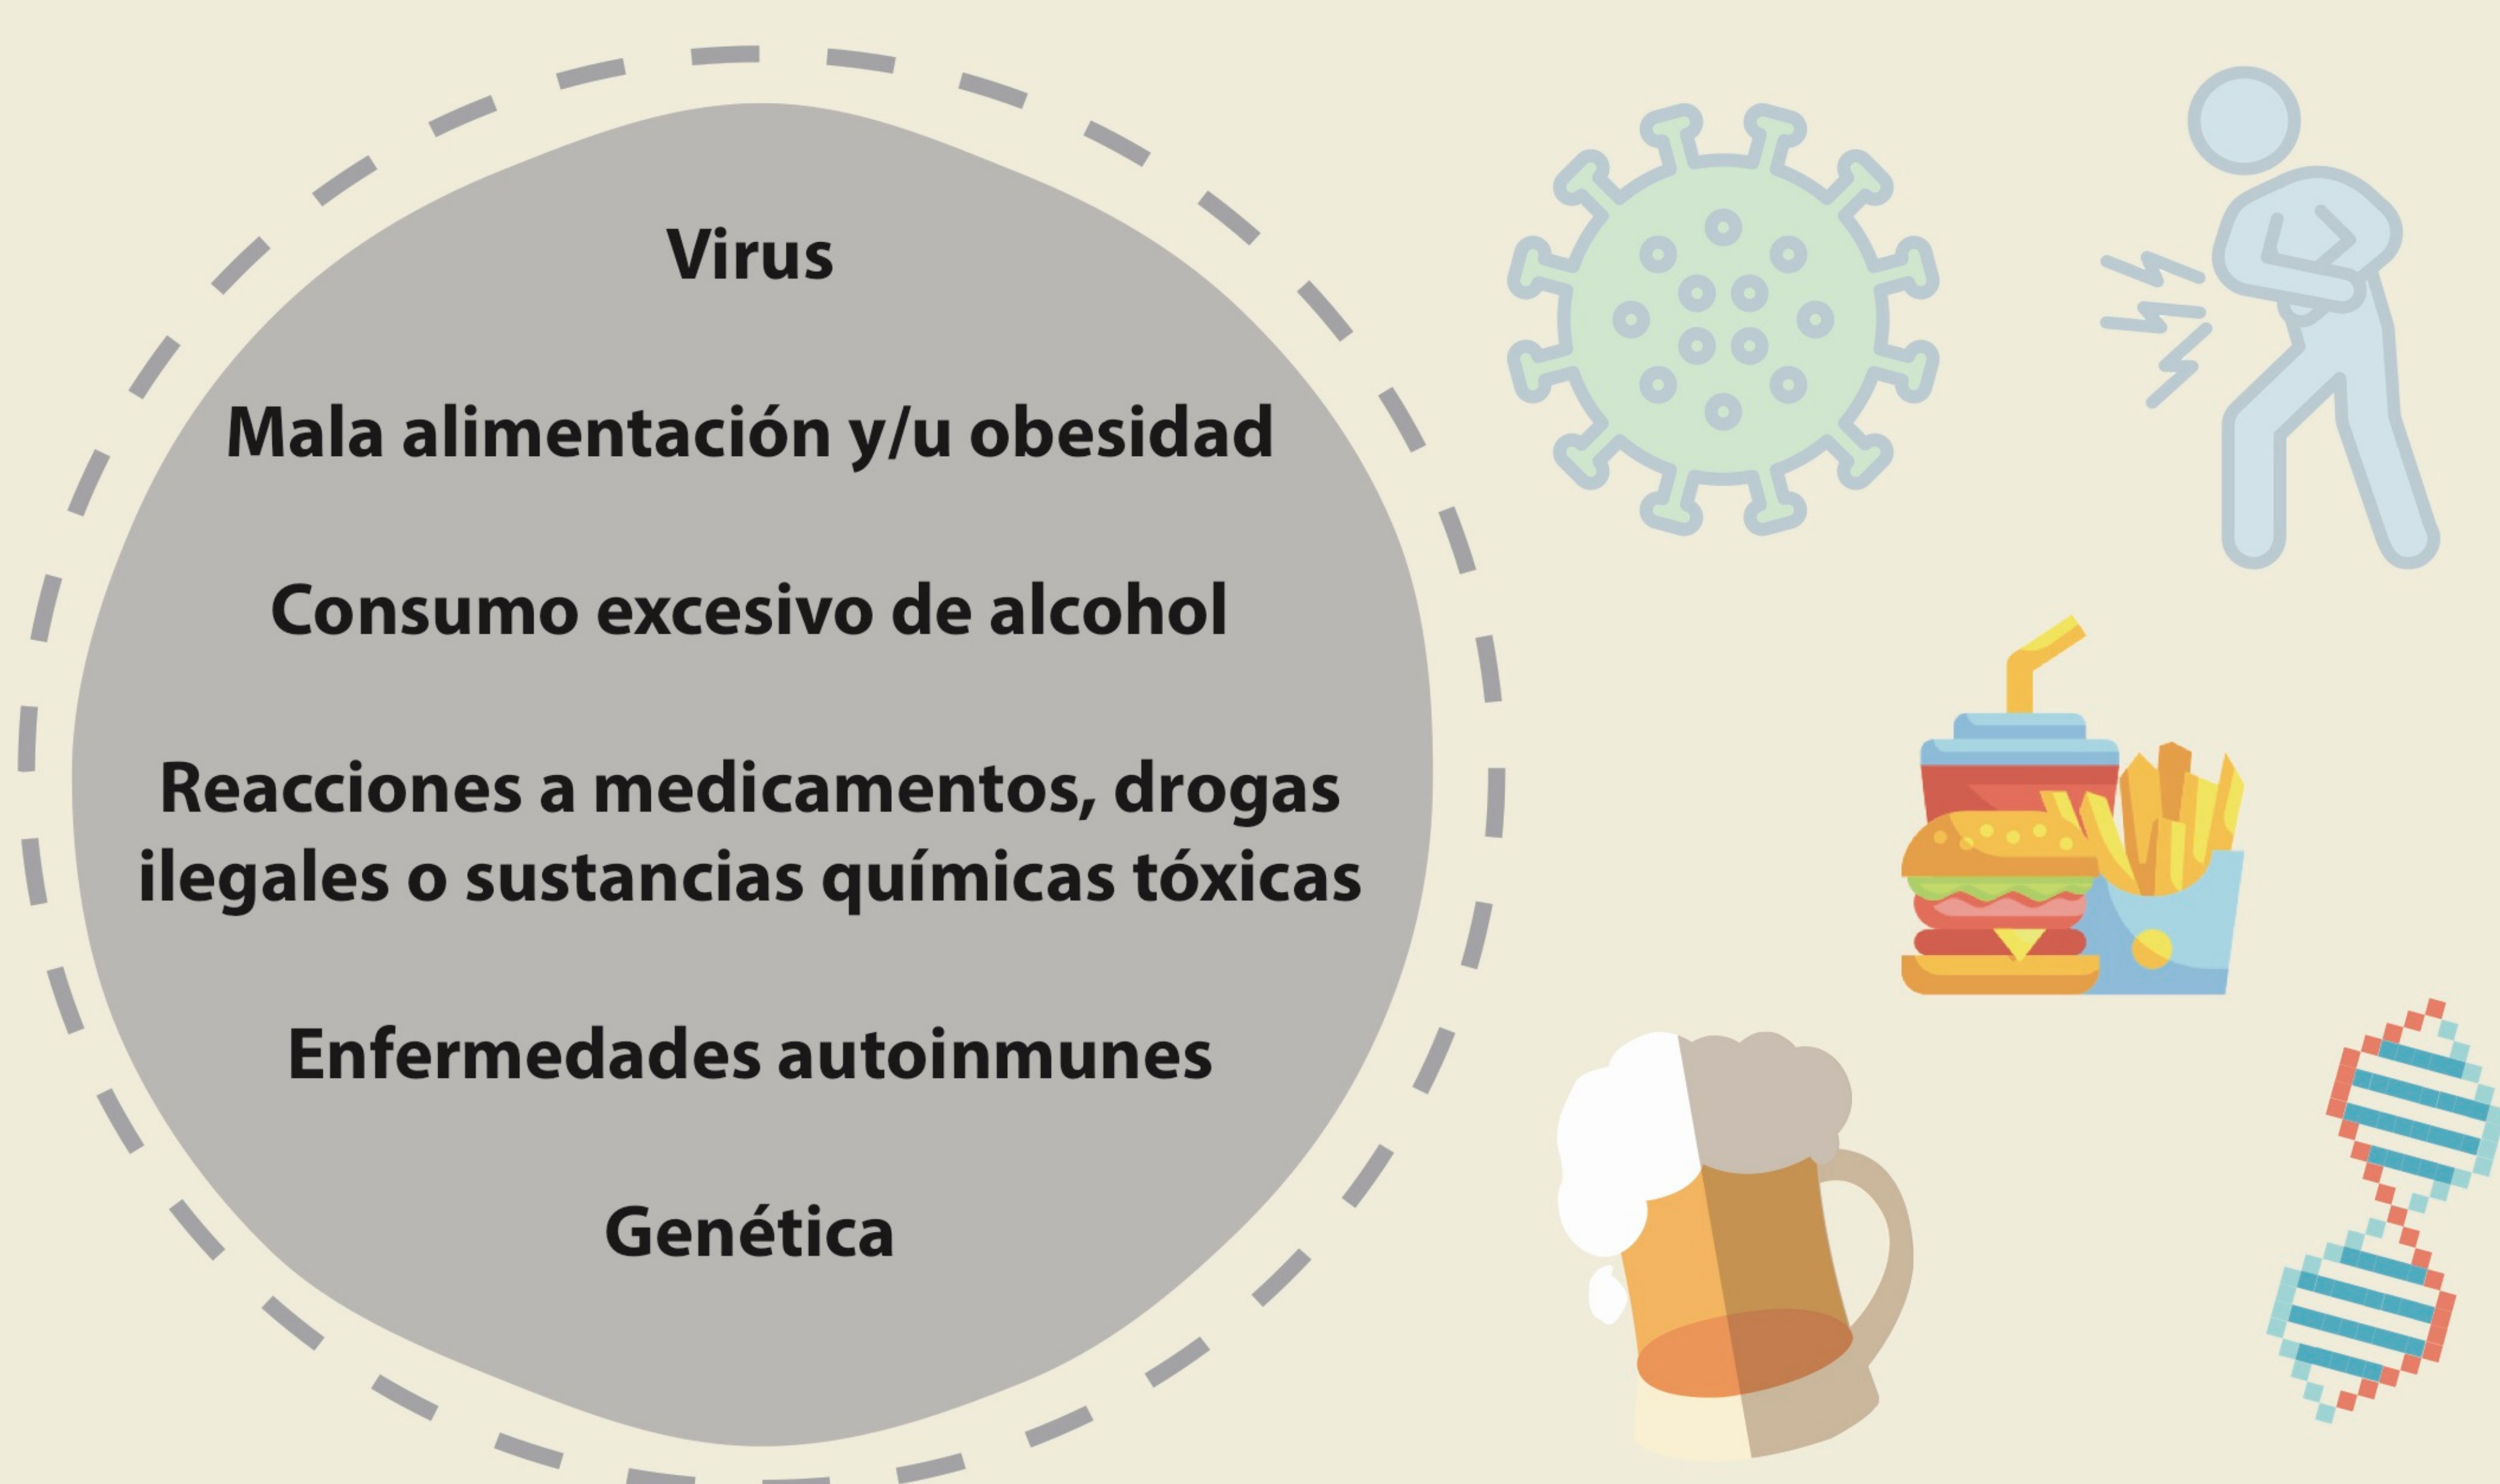 Virus
Mala alimentación y/u obesidad
Consumo excesivo de alcohol
Reacciones a medicamentos, drogas
ilegales o sustancias químicas tóxicas
Enfermedades autoinmunes
Genética